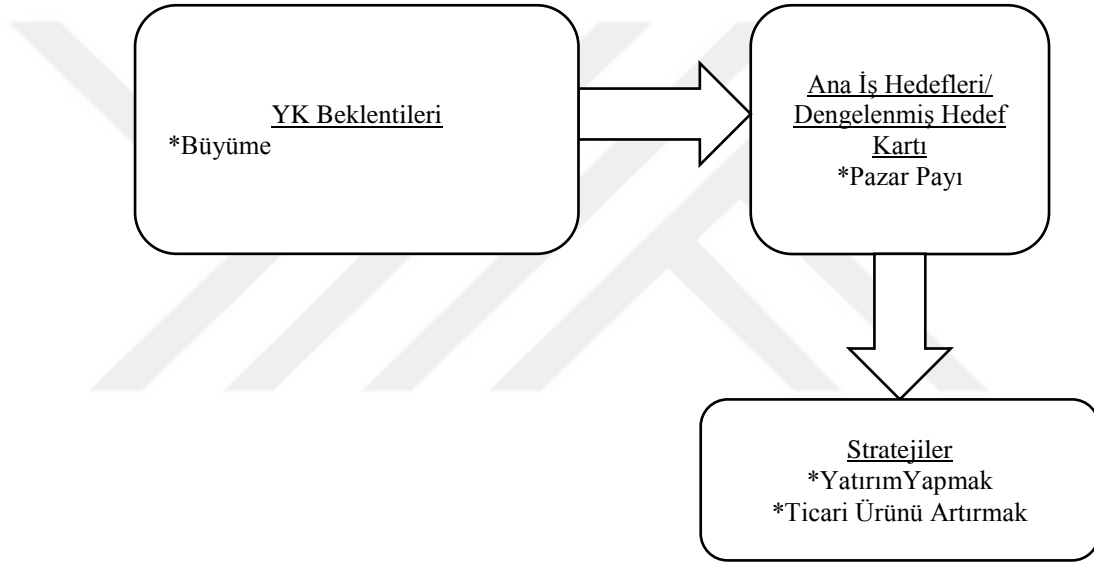 YK Beklentileri
*Büyüme
Ana İş Hedefleri/
Dengelenmiş Hedef
Kartı
*Pazar Payı
Stratejiler
*YatırımYapmak
*Ticari Ürünü Artırmak